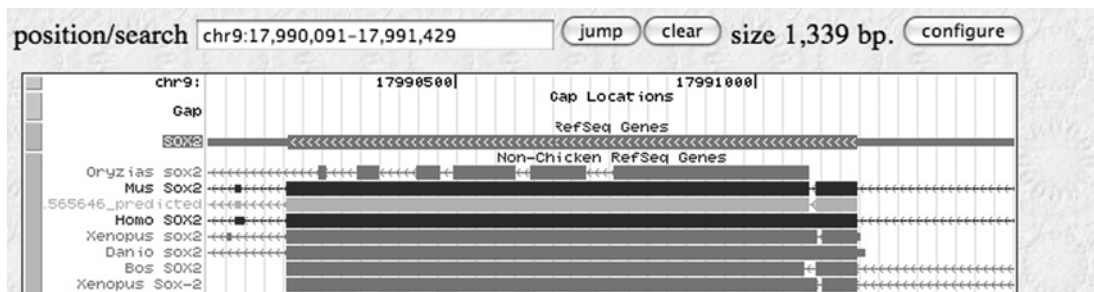 position/search chr9:17,990,091-17,991,429 jump clear size 1,339 bp. configure
chr9: 17990500| 17991000|
Gap Locations
Gap
RefSeq Genes
SOX2
Non-Chicken RefSeq Genes
Oryzias sox2
Mus Sox2
.565646_predicted
Homo SOX2
Xenopus sox2
Danio sox2
Bos SOX2
Xenopus Sox-2